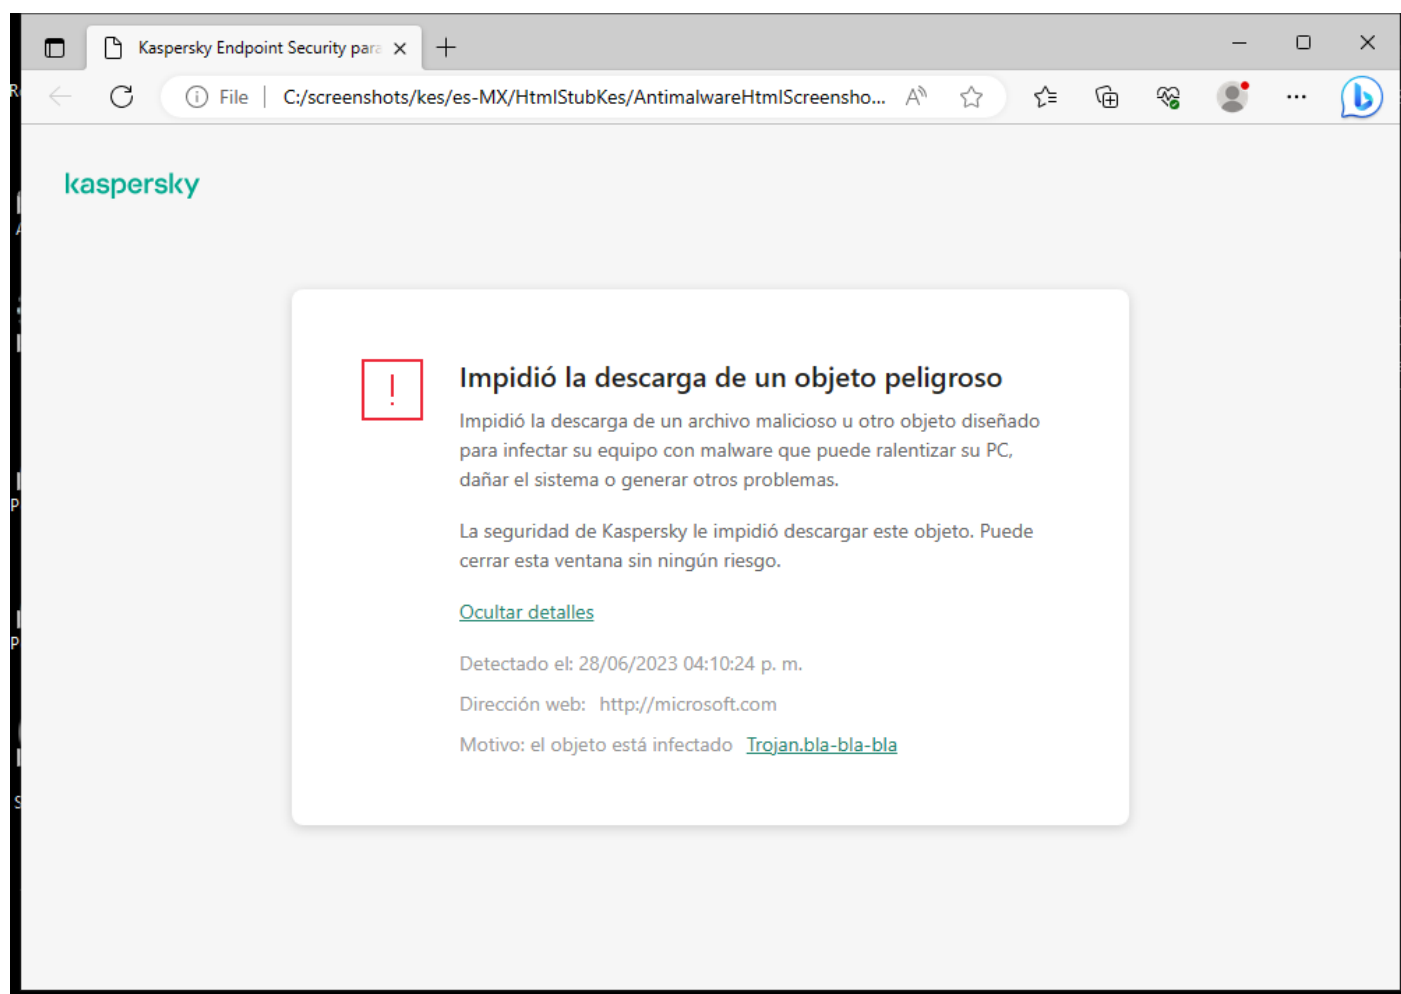 Kaspersky Endpoint Security para
File
C:/screenshots/kes/es-MX/HtmlStubKes/AntimalwareHtmlScreensho...
kaspersky
Impidió la descarga de un objeto peligroso
Impidió la descarga de un archivo malicioso u otro objeto diseñado
para infectar su equipo con malware que puede ralentizar su PC,
dañar el sistema o generar otros problemas.
La seguridad de Kaspersky le impidió descargar este objeto. Puede
cerrar esta ventana sin ningún riesgo.
Ocultar detalles
Detectado el: 28/06/2023 04:10:24 p. m.
Dirección web: http://microsoft.com
Motivo: el objeto está infectado Trojan.bla-bla-bla